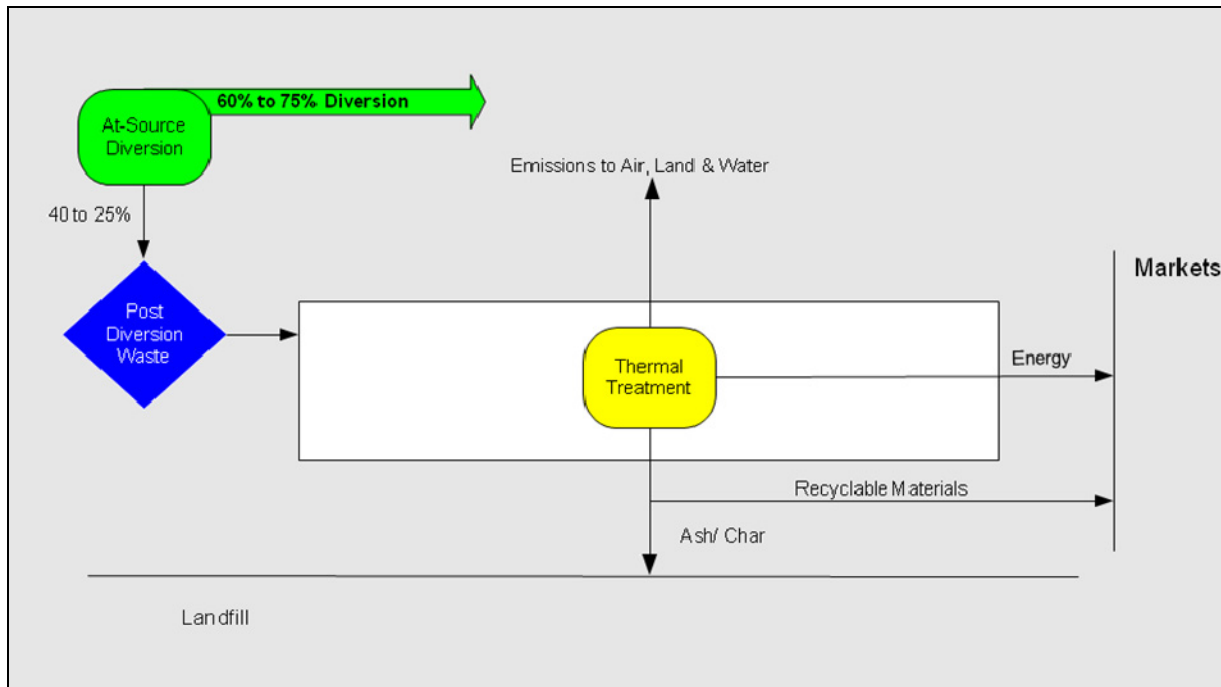 60% to 75% Diversion
At-Source
Diversion
Emissions to Air, Land & Water
40 to 25%
Markets
Post
Diversion
Waste
Energy
Thermal
Treatment
Recyclable Materials
Ash/ Char
Landfill